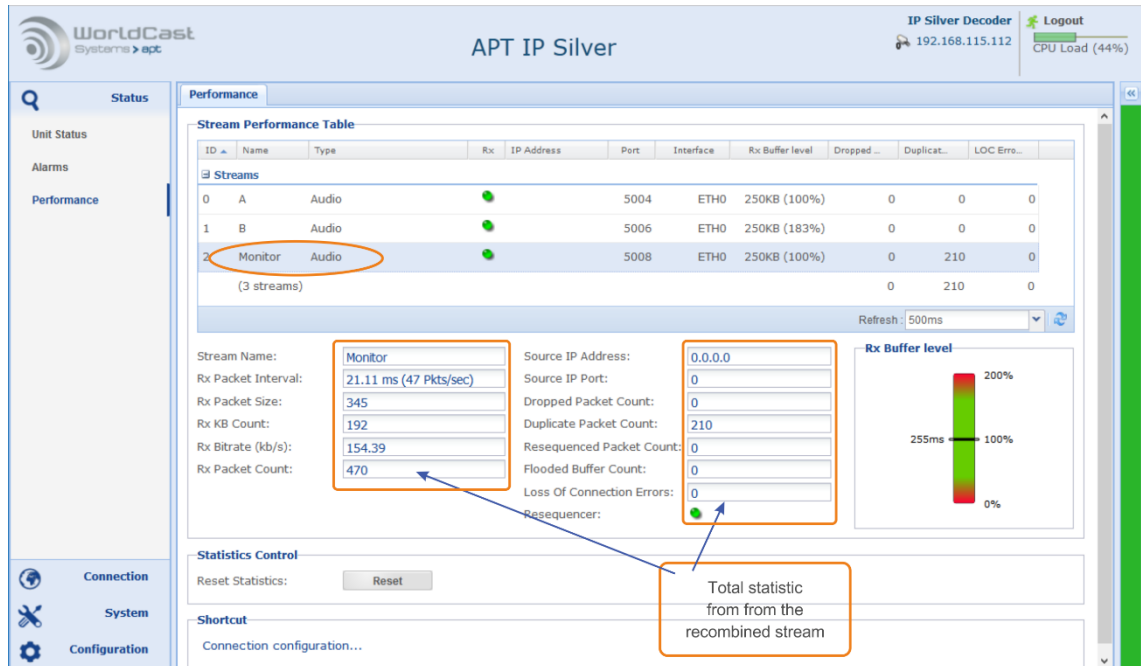 WorldCast
Systems > apt
APT IP Silver
IP Silver Decoder
192.168.115.112
Logout
CPU Load (44%)
Status
Unit Status
Alarms
Performance
Performance
Stream Performance Table
ID Name Type Rx IP Address Port Interface Rx Buffer level Dropped ... Duplicat... LOC Erro...
Streams
0 A Audio 5004 ETH0 250KB (100%) 0 0 0
1 B Audio 5006 ETH0 250KB (183%) 0 0 0
2 Monitor Audio 5008 ETH0 250KB (100%) 0 210 0
(3 streams) 0 210 0
Refresh: 500ms
Stream Name: Monitor
Rx Packet Interval: 21.11 ms (47 Pkts/sec)
Rx Packet Size: 345
Rx KB Count: 192
Rx Bitrate (kb/s): 154.39
Rx Packet Count: 470
Source IP Address: 0.0.0.0
Source IP Port: 0
Dropped Packet Count: 0
Duplicate Packet Count: 210
Resequenced Packet Count: 0
Flooded Buffer Count: 0
Loss Of Connection Errors: 0
Resequencer:
Rx Buffer level
200%
255ms 100%
0%
Statistics Control
Reset Statistics: Reset
Total statistic
from from the
recombined stream
Shortcut
Connection configuration...
Connection
System
Configuration